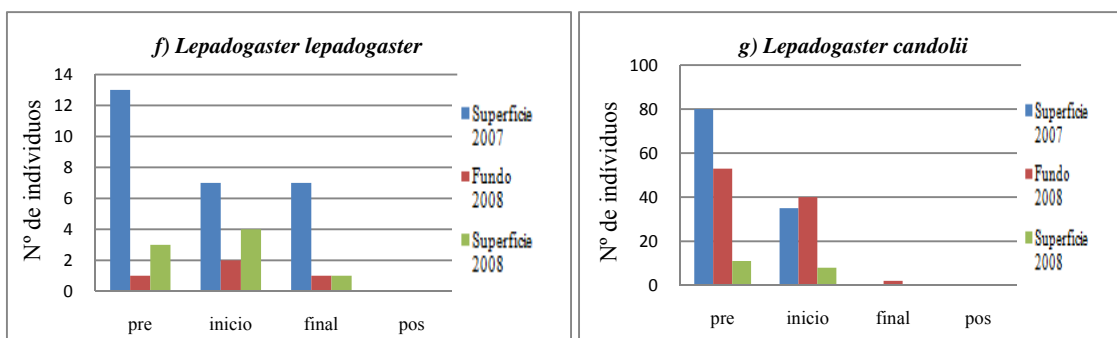 f) Lepadogaster lepadogaster
14
12
10
8
6
4
2
0
Nº de indíviduos
pre inicio final pos
Superficie
2007
Fundo
2008
Superficie
2008
g) Lepadogaster candolii
100
80
60
40
20
0
Nº de indíviduos
pre inicio final pos
Superficie
2007
Fundo
2008
Superficie
2008